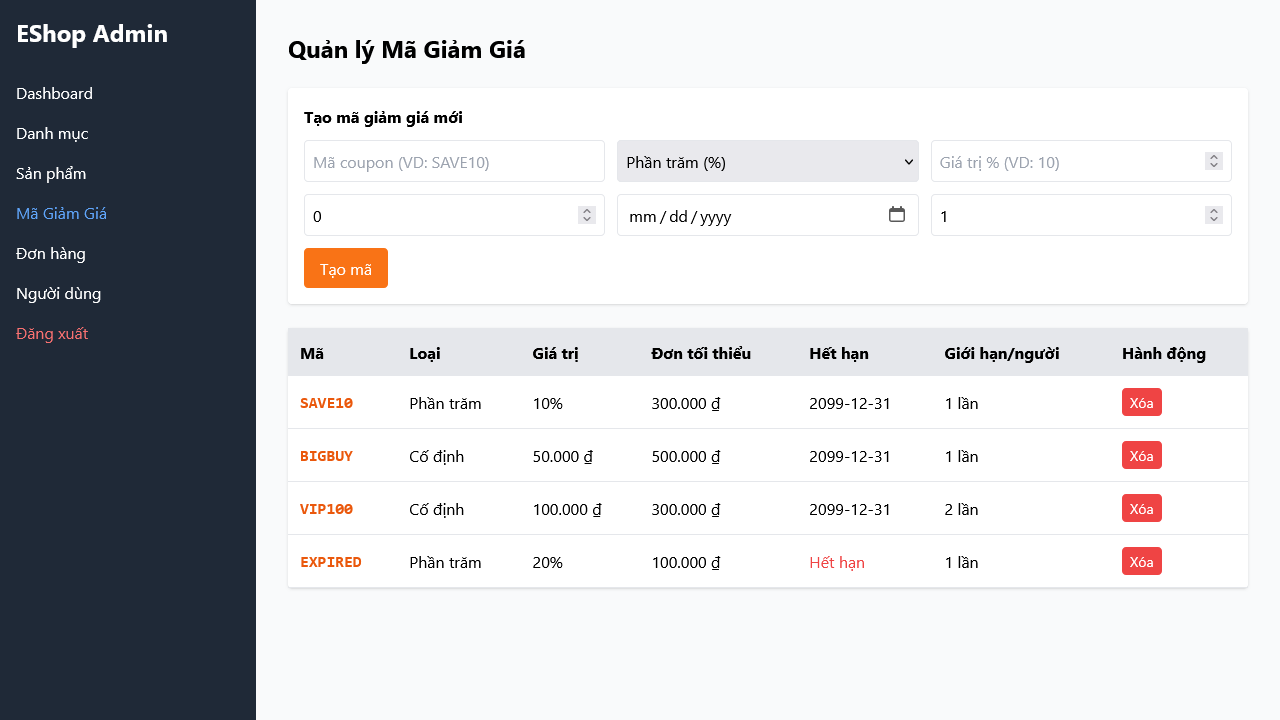 EShop Admin
Dashboard
Danh mục
Sản phẩm
Mã Giảm Giá
Đơn hàng
Người dùng
Đăng xuất
Quản lý Mã Giảm Giá
Tạo mã giảm giá mới
Mã coupon (VD: SAVE10) Phần trăm (%) Giá trị % (VD: 10)
0 mm/dd/yyyy 1
Tạo mã
Mã Loại Giá trị Đơn tối thiểu Hết hạn Giới hạn/người Hành động
SAVE10 Phần trăm 10% 300.000 ₫ 2099-12-31 1 lần Xóa
BIGBUY Cố định 50.000 ₫ 500.000 ₫ 2099-12-31 1 lần Xóa
VIP100 Cố định 100.000 ₫ 300.000 ₫ 2099-12-31 2 lần Xóa
EXPIRED Phần trăm 20% 100.000 ₫ Hết hạn 1 lần Xóa